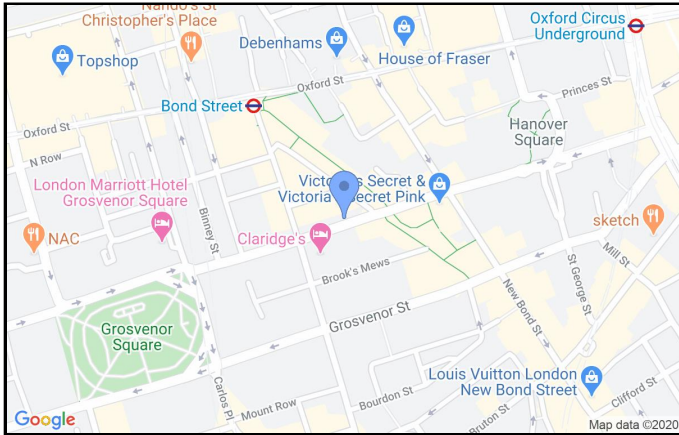 Nando's St
Christopher's Place
Oxford Circus
Underground
Debenhams
Topshop
House of Fraser
Oxford St
Princes St
Bond Street
Oxford St
Hanover
Square
N Row
London Marriott Hotel
Grosvenor Square
Victoria's Secret &
Victoria Secret Pink
Binney St
sketch
NAC
Claridge's
Mill St
Brook's Mews
St George St
Grosvenor St
New Bond St
Grosvenor
Square
Louis Vuitton London
New Bond Street
Carlos Pl
Bourdon St
Clifford St
Mount Row
Bruton St
Google
Map data ©2020